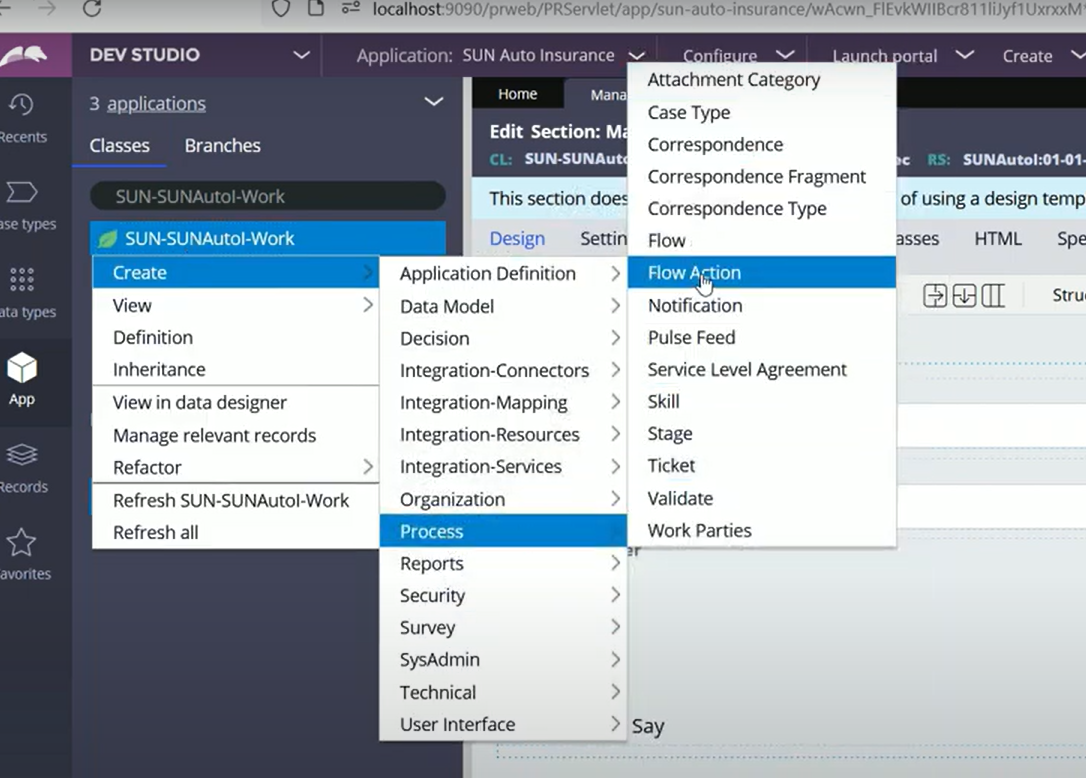 localhost:9090/prweb/PRServlet/app/sun-auto-insurance/
DEV STUDIO
Application: SUN Auto Insurance
Configure
Launch portal
Create
3 applications
Classes
Branches
SUN-SUNAutoI-Work
SUN-SUNAutoI-Work
Create
View
Definition
Inheritance
View in data designer
Manage relevant records
Refactor
Refresh SUN-SUNAutoI-Work
Refresh all
Application Definition
Data Model
Decision
Integration-Connectors
Integration-Mapping
Integration-Resources
Integration-Services
Organization
Process
Reports
Security
Survey
SysAdmin
Technical
User Interface
Attachment Category
Case Type
Correspondence
Correspondence Fragment
Correspondence Type
Flow
Flow Action
Notification
Pulse Feed
Service Level Agreement
Skill
Stage
Ticket
Validate
Work Parties
Recents
ase types
ata types
App
Records
avorites
Home
Mana
Edit Section: Ma
CL: SUN-SUNAuto
oc RS: SUNAutoI:01-01-
This section does
of using a design temp
Design
Settin
asses
HTML
Spe
Struc
er
Say